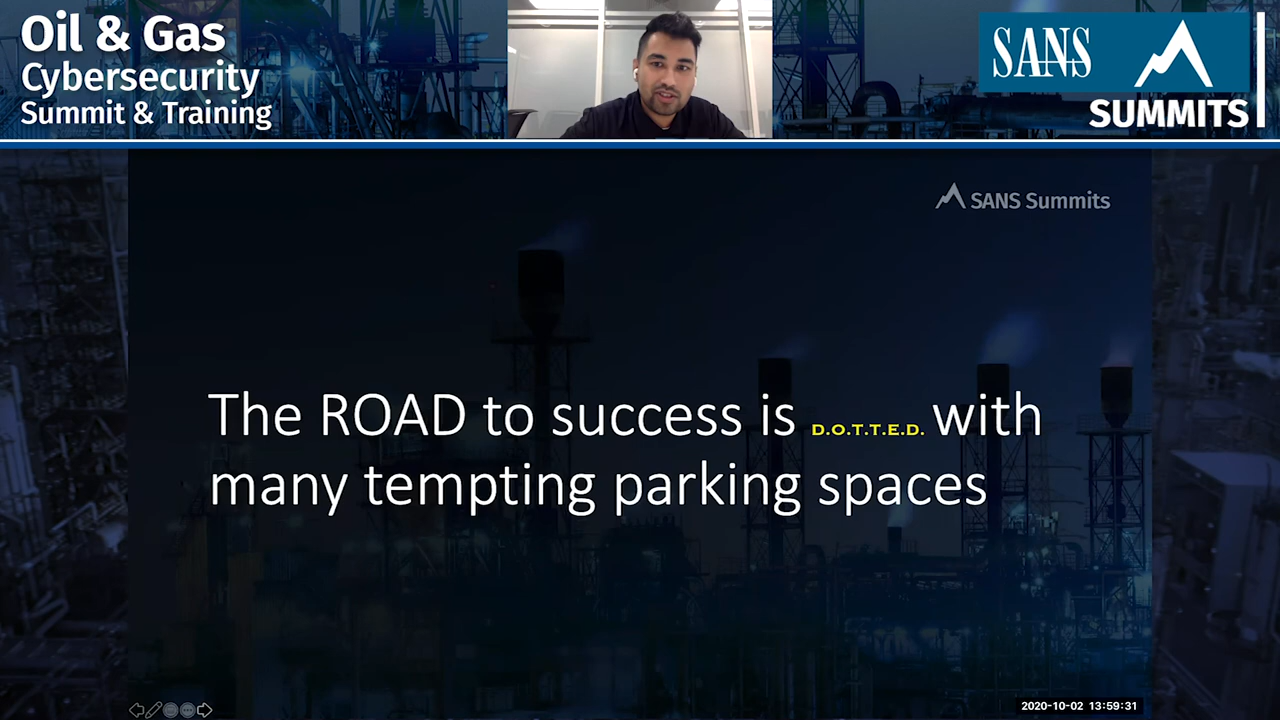 Oil & Gas
Cybersecurity
Summit & Training
SANS
SUMMITS
SANS Summits
The ROAD to success is D.O.T.T.E.D. with
many tempting parking spaces
2020-10-02 13:59:31